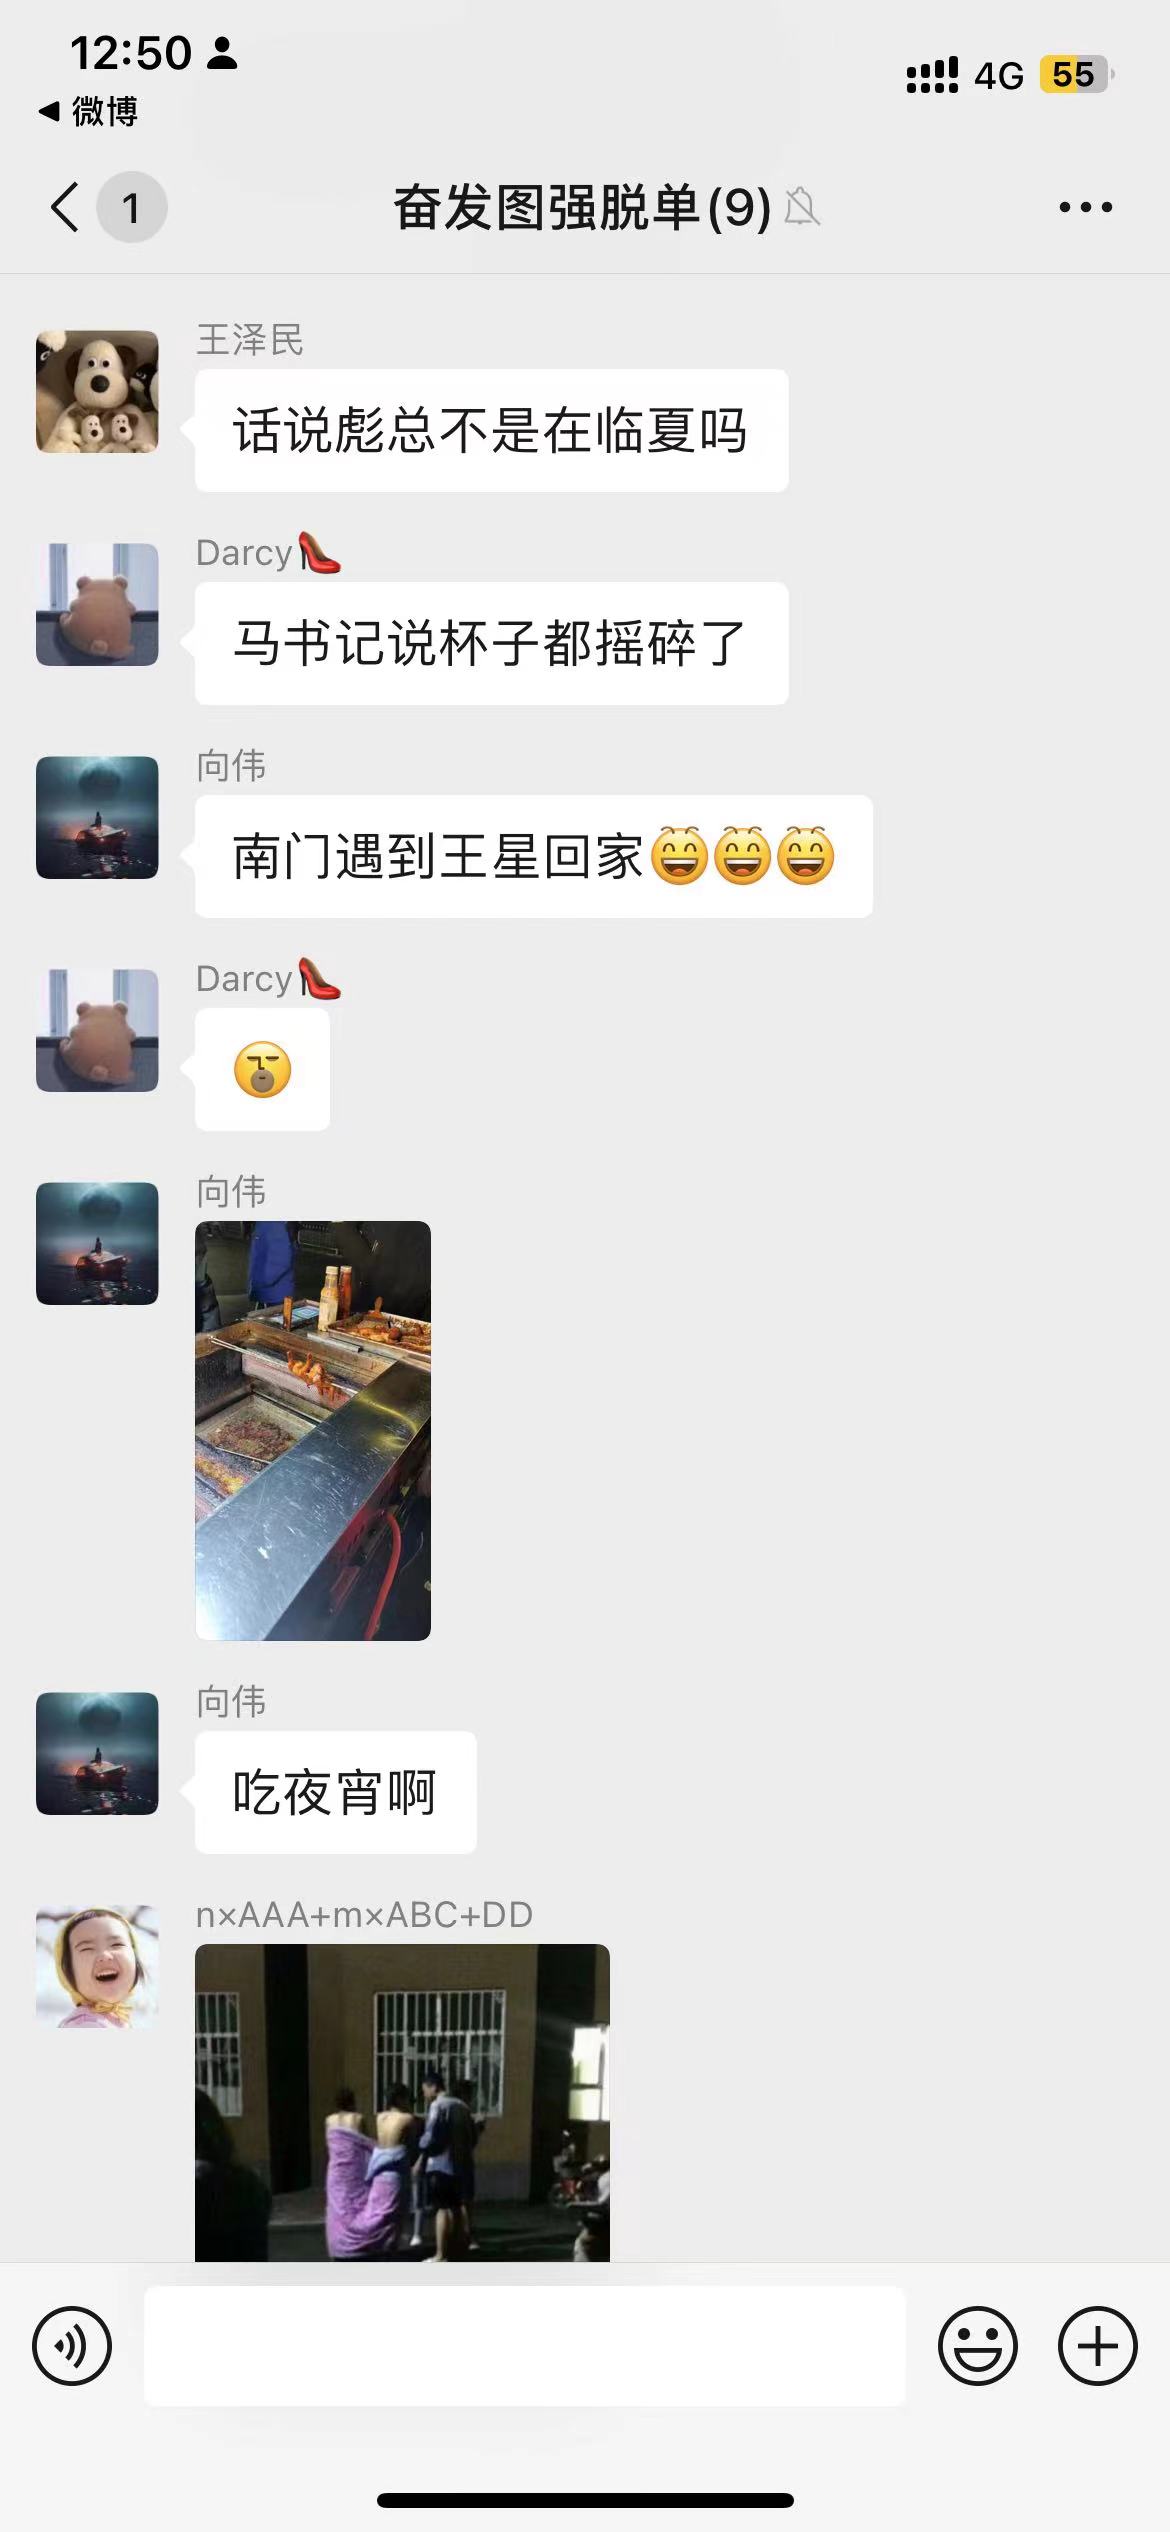 12:50
4G 55
微博
1
奋发图强脱单(9)
王泽民
话说彪总不是在临夏吗
Darcy👠
马书记说杯子都摇碎了
向伟
南门遇到王星回家
Darcy👠
向伟
向伟
吃夜宵啊
n×AAA+m×ABC+DD